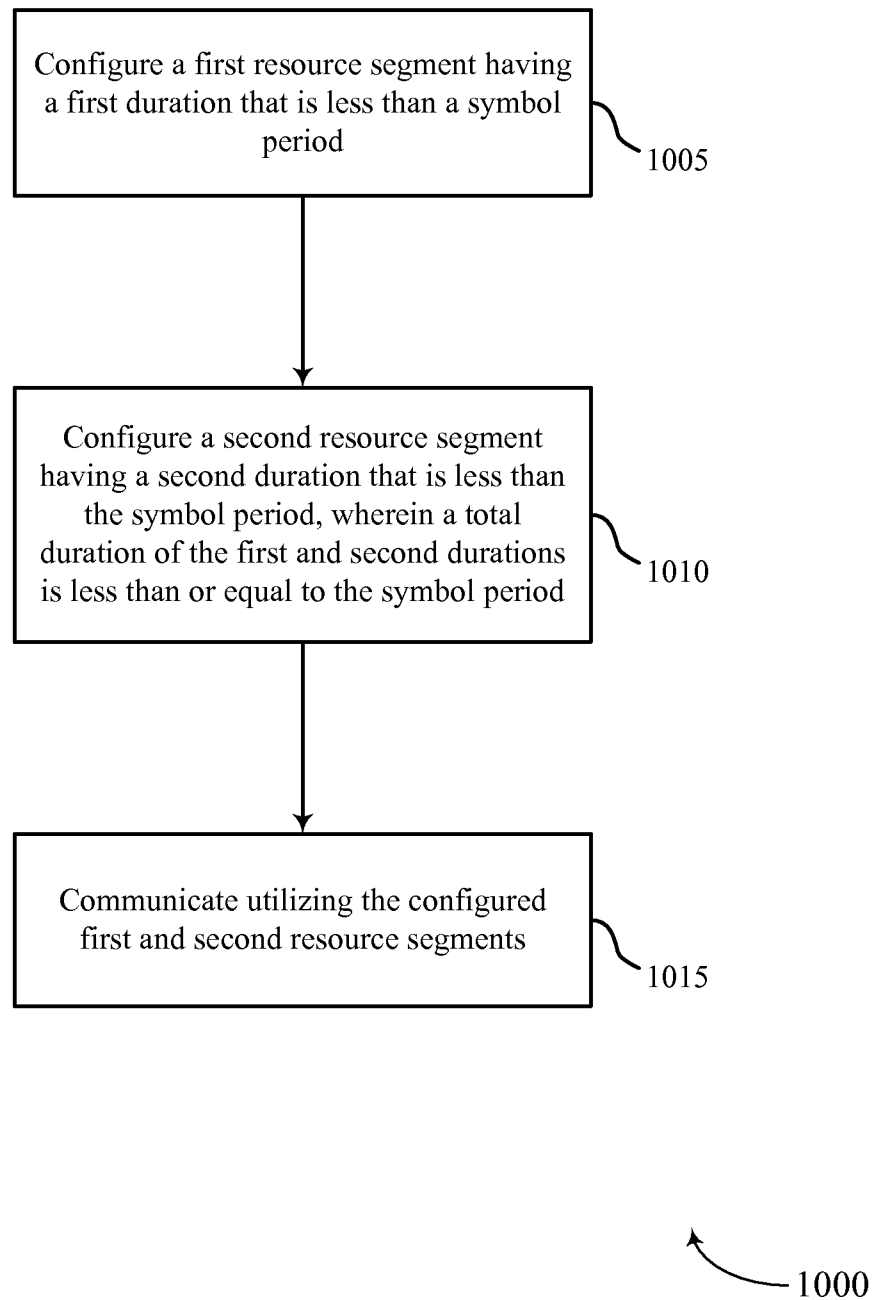 Configure a first resource segment having
a first duration that is less than a symbol
period
1005
Configure a second resource segment
having a second duration that is less than
the symbol period, wherein a total
duration of the first and second durations
is less than or equal to the symbol period
1010
Communicate utilizing the configured
first and second resource segments
1015
1000